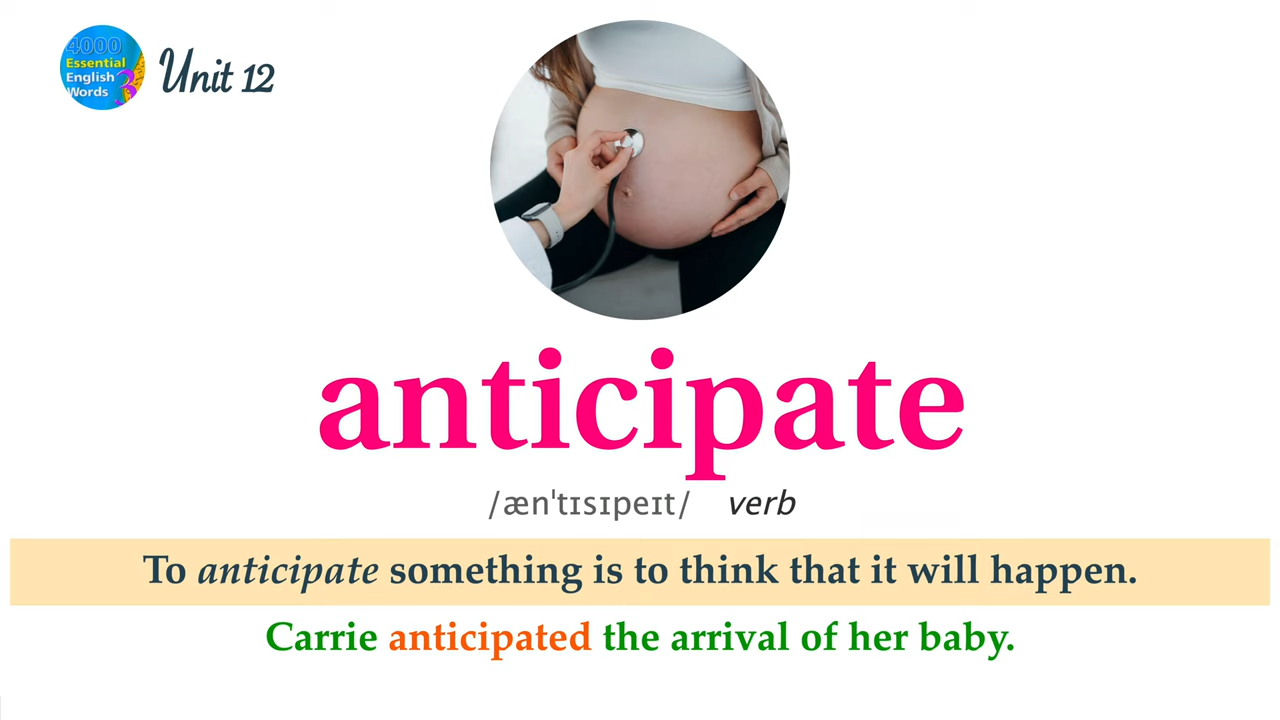 4000
Essential
English
Words 3
Unit 12
anticipate
/ænˈtɪsɪpeɪt/ verb
To anticipate something is to think that it will happen.
Carrie anticipated the arrival of her baby.